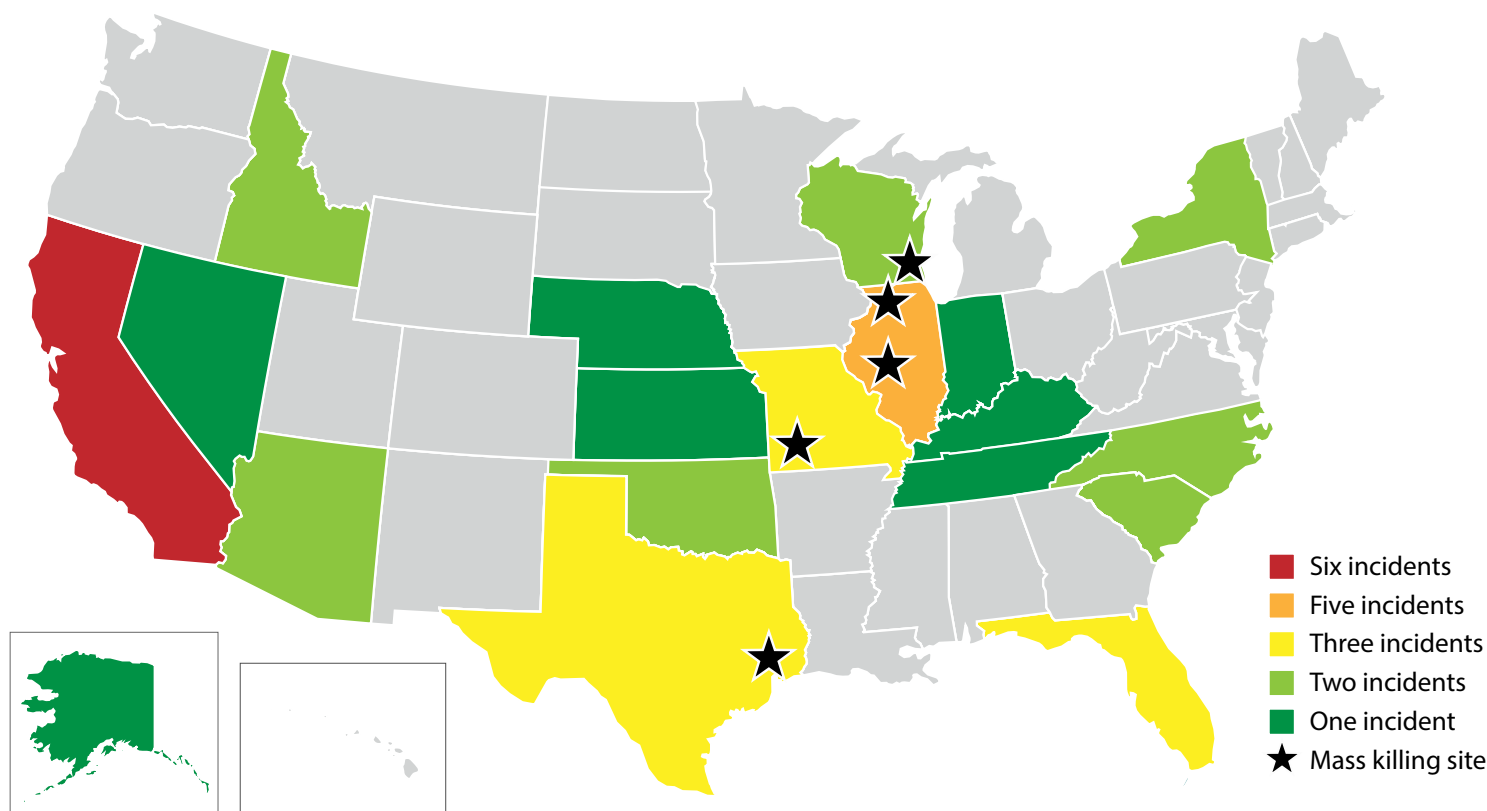 Six incidents
Five incidents
Three incidents
Two incidents
One incident
Mass killing site